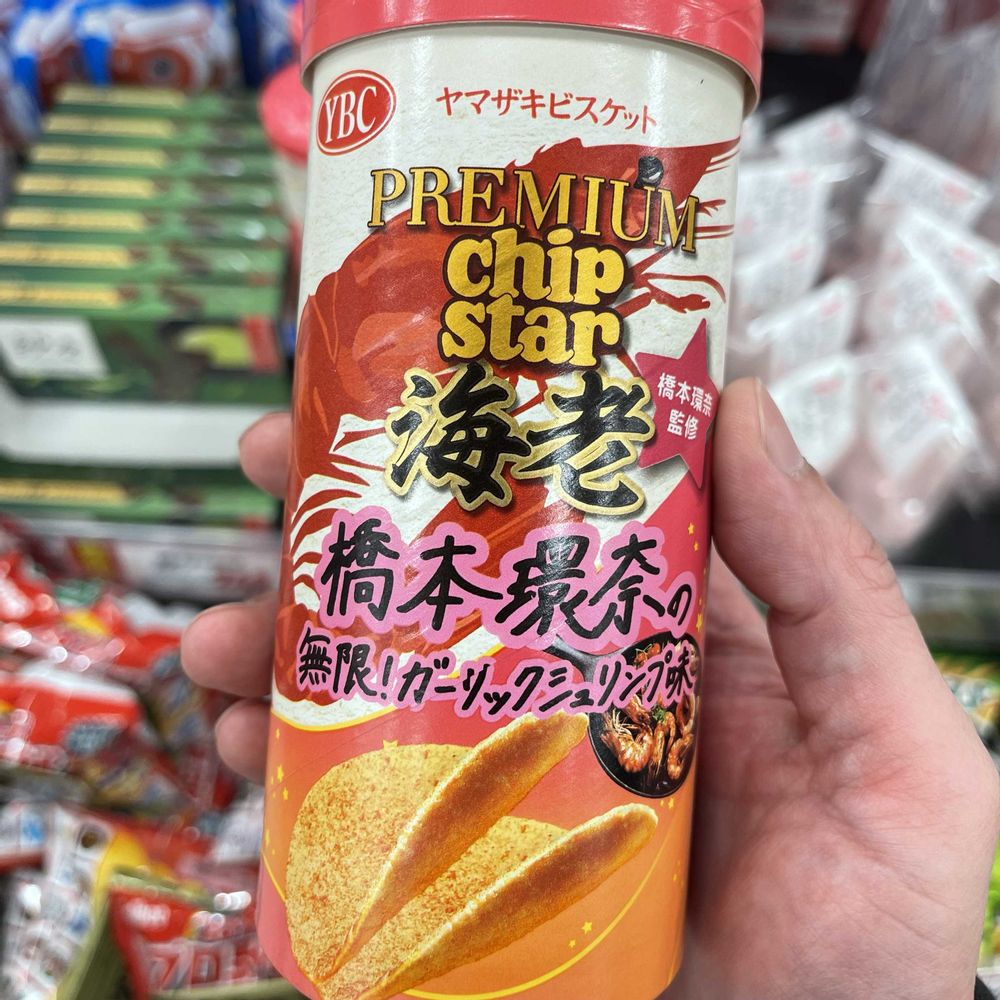 YBC
ヤマザキビスケット
PREMIUM
chip
star
海老
橋本環奈
監修
橋本環奈の
無限!ガーリックシュリンプ味